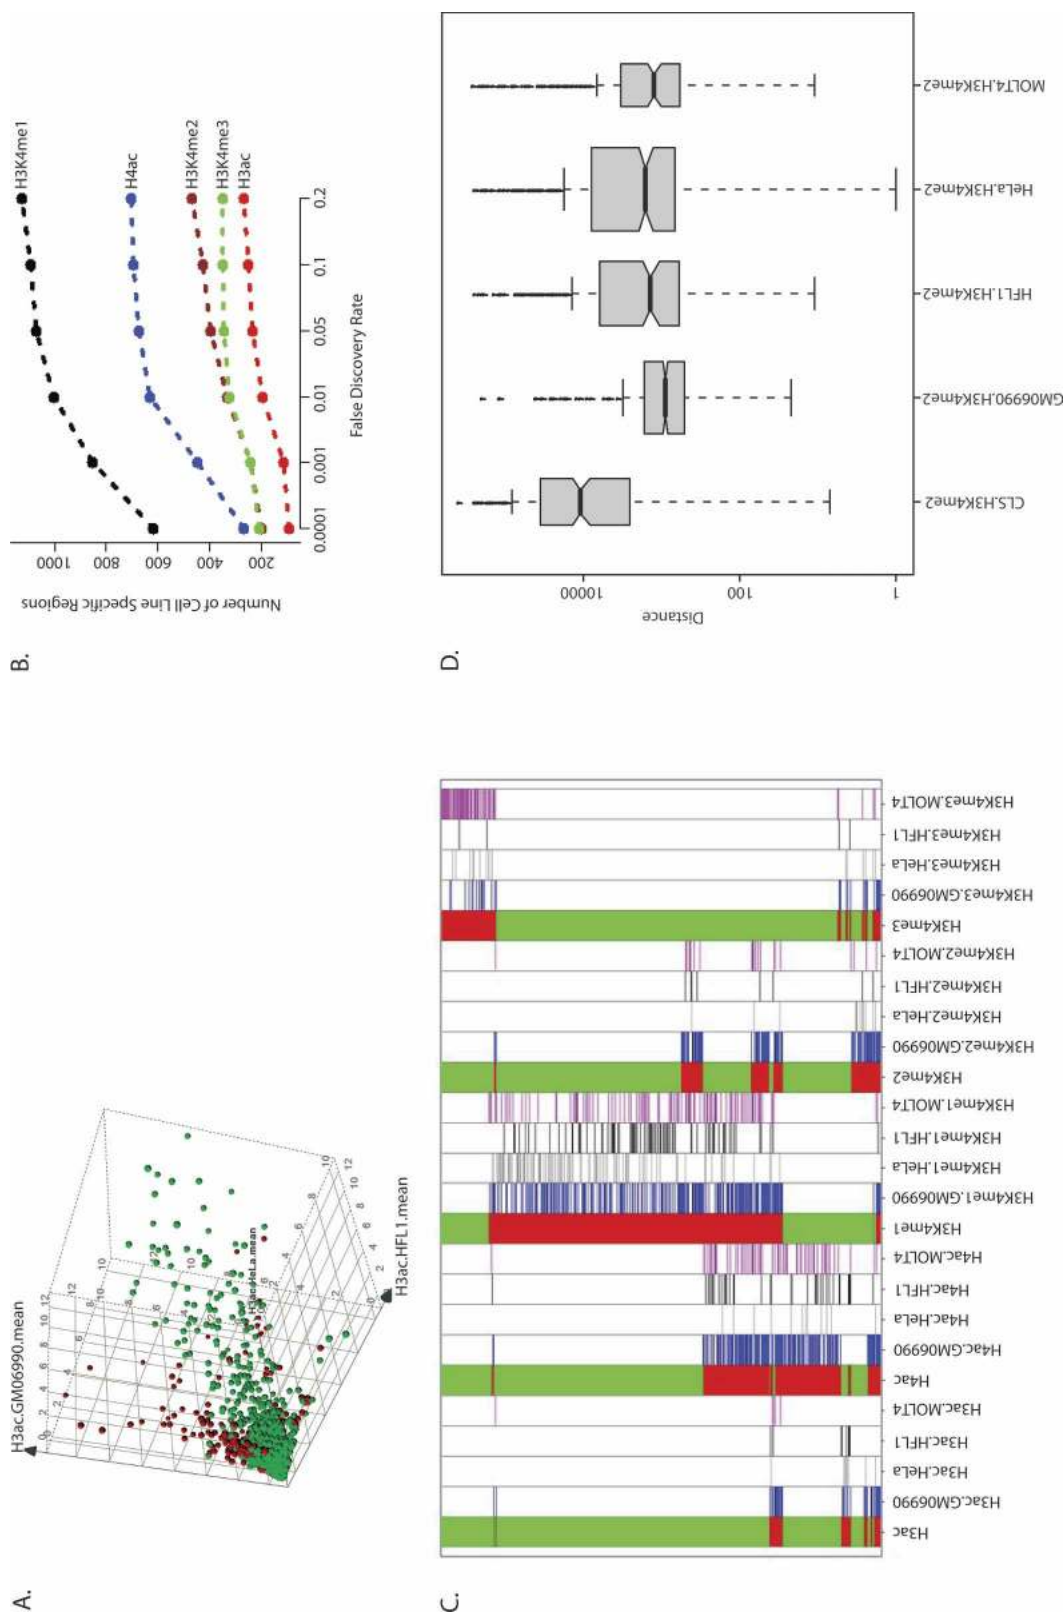 A.
H3ac.GM06990.mean
H3ac.HeLa.mean
H3ac.HFL1.mean
B.
Number of Cell Line Specific Regions
200
400
600
800
1000
0.0001
0.001
0.01
0.05
0.1
0.2
False Discovery Rate
H3K4me1
H4ac
H3K4me2
H3K4me3
H3ac
C.
H3ac
H3ac.GM06990
H3ac.HeLa
H3ac.HFL1
H3ac.MOLT4
H4ac
H4ac.GM06990
H4ac.HeLa
H4ac.HFL1
H4ac.MOLT4
H3K4me1
H3K4me1.GM06990
H3K4me1.HeLa
H3K4me1.HFL1
H3K4me1.MOLT4
H3K4me2
H3K4me2.GM06990
H3K4me2.HeLa
H3K4me2.HFL1
H3K4me2.MOLT4
H3K4me3
H3K4me3.GM06990
H3K4me3.HeLa
H3K4me3.HFL1
H3K4me3.MOLT4
D.
Distance
10000
100
1
CLS.H3K4me2
GM06990.H3K4me2
HFL1.H3K4me2
HeLa.H3K4me2
MOLT4.H3K4me2